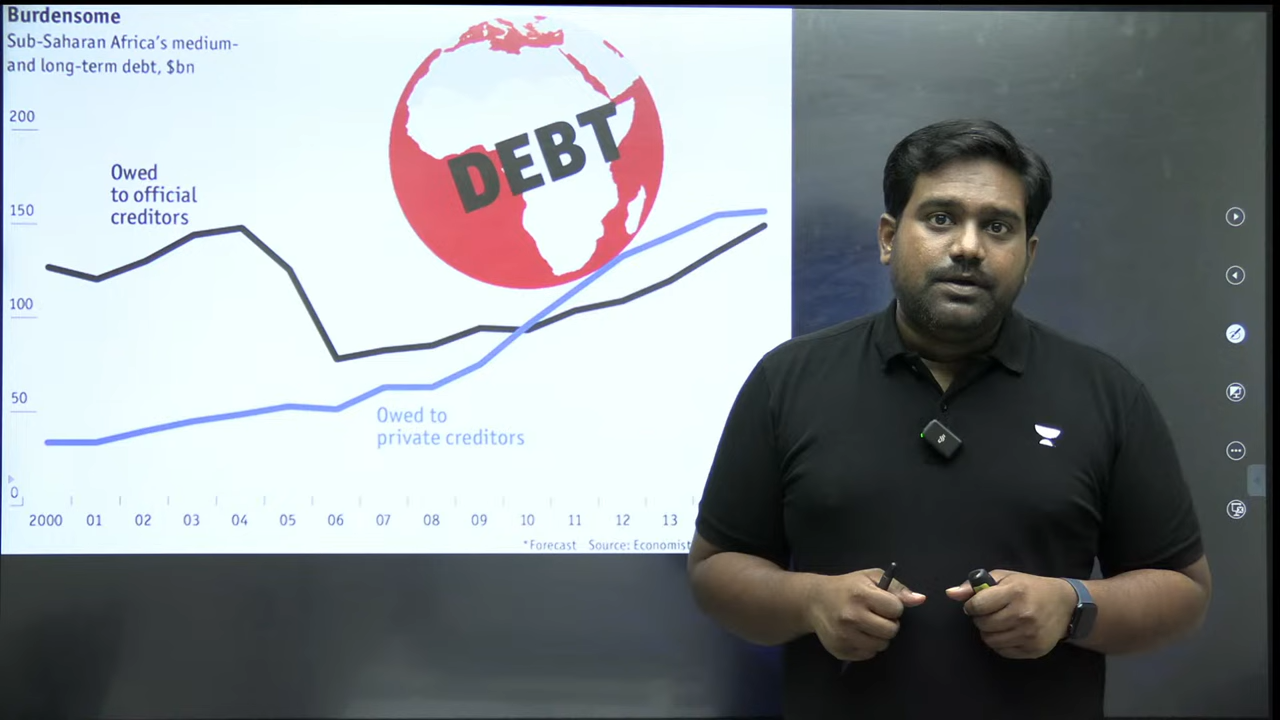 Burdensome
Sub-Saharan Africa's medium-
and long-term debt, $bn
200
DEBT
Owed
to official
creditors
150
100
50
Owed to
private creditors
0
2000 01 02 03 04 05 06 07 08 09 10 11 12 13
*Forecast Source: Economist